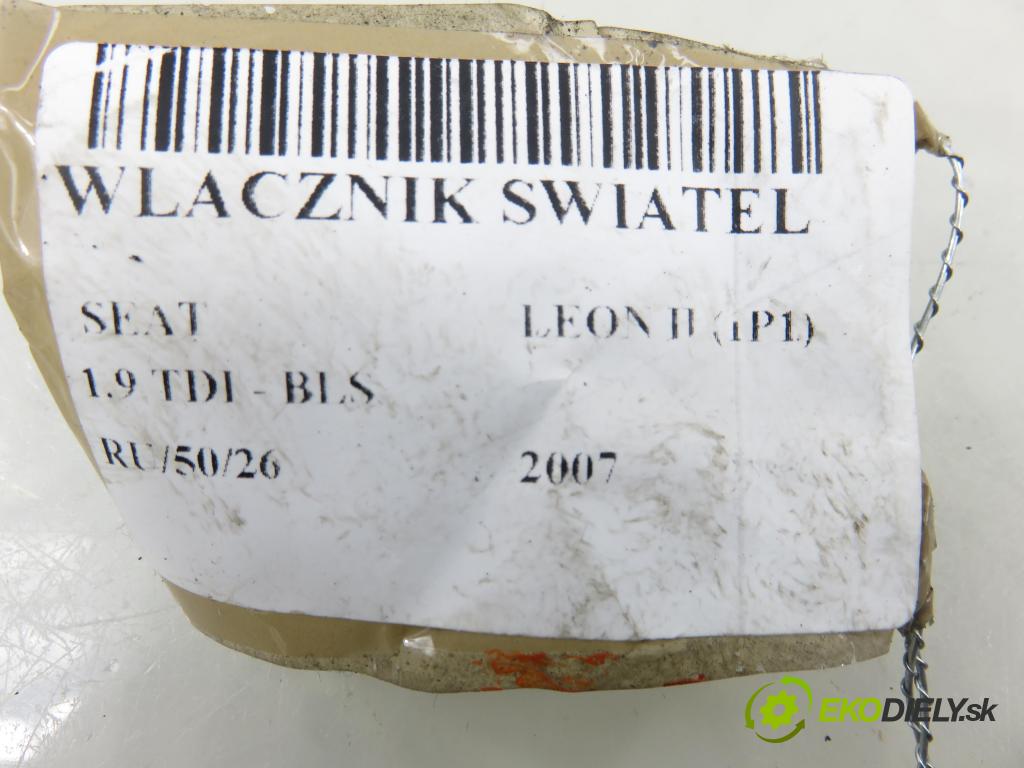 WLACZNIK SWIATEL
SEAT LEON II (1P1)
1.9 TDI - BLS
RU/50/26 2007
EKODIELY.sk